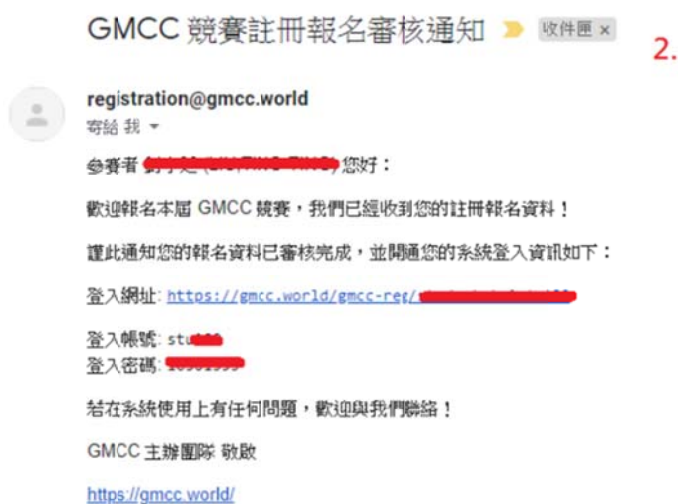 GMCC 競賽註冊報名審核通知 收件匣 ×
2.
registration@gmcc.world
寄給 我
參賽者 您好：
歡迎報名本屆 GMCC 競賽，我們已經收到您的註冊報名資料！
謹此通知您的報名資料已審核完成，並開通您的系統登入資訊如下：
登入網址: https://gmcc.world/gmcc-reg/
登入帳號: stu
登入密碼:
若在系統使用上有任何問題，歡迎與我們聯絡！
GMCC 主辦團隊 敬啟
https://gmcc.world/